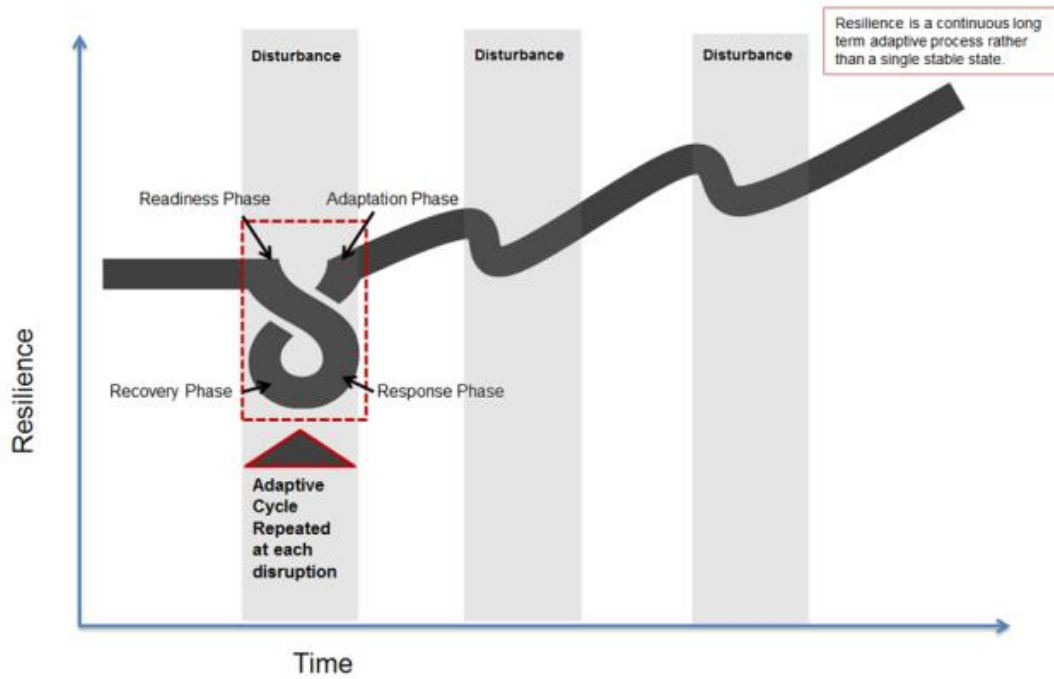 Resilience is a continuous long
term adaptive process rather
than a single stable state.
Disturbance
Disturbance
Disturbance
Readiness Phase
Adaptation Phase
Recovery Phase
Response Phase
Resilience
Adaptive
Cycle
Repeated
at each
disruption
Time